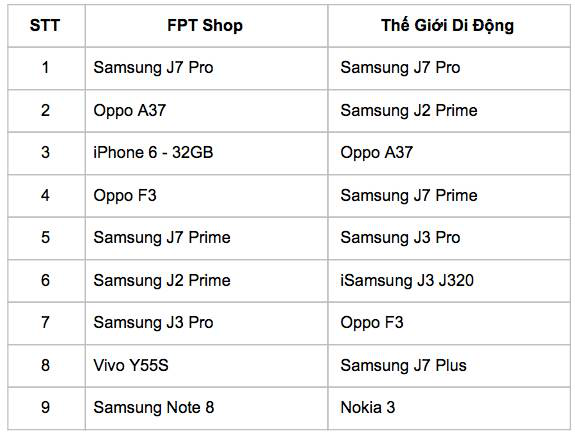 STT FPT Shop Thế Giới Di Động
1 Samsung J7 Pro Samsung J7 Pro
2 Oppo A37 Samsung J2 Prime
3 iPhone 6 - 32GB Oppo A37
4 Oppo F3 Samsung J7 Prime
5 Samsung J7 Prime Samsung J3 Pro
6 Samsung J2 Prime iSamsung J3 J320
7 Samsung J3 Pro Oppo F3
8 Vivo Y55S Samsung J7 Plus
9 Samsung Note 8 Nokia 3